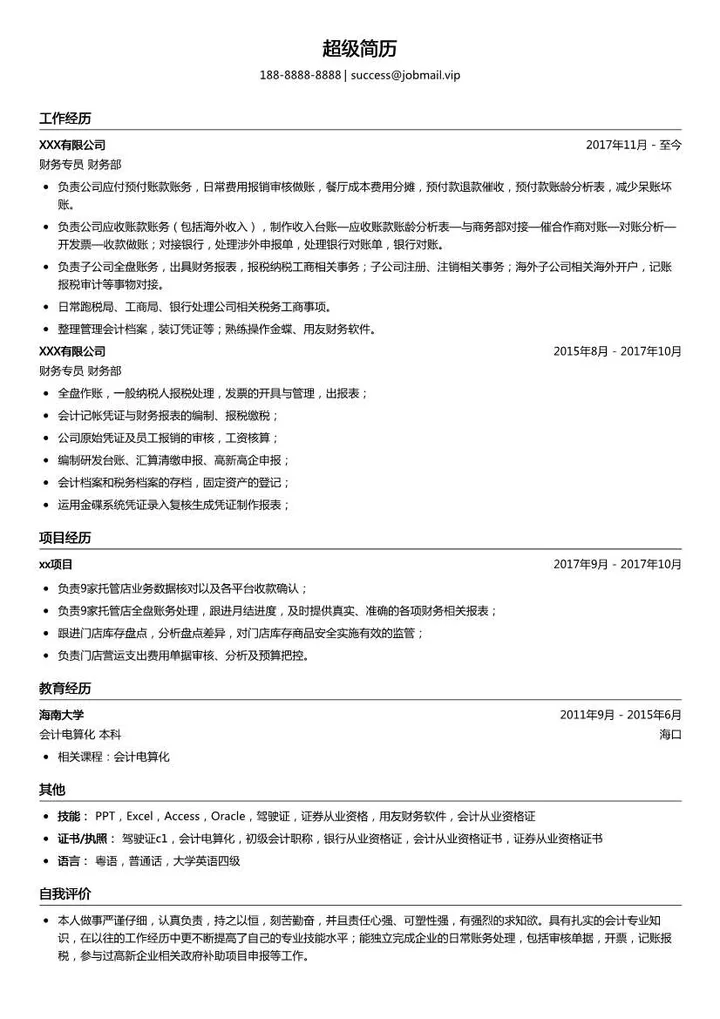 超级简历
188-8888-8888 | success@jobmail.vip
工作经历
XXX有限公司 2017年11月 - 至今
财务专员 财务部
• 负责公司应付预付账款账务，日常费用报销审核做账，餐厅成本费用分摊，预付款退款催收，预付款账龄分析表，减少呆账坏
账。
• 负责公司应收账款账务（包括海外收入），制作收入台账—应收账款账龄分析表—与商务部对接—催合作商对账—对账分析—
开发票—收款做账；对接银行，处理涉外申报单，处理银行对账单，银行对账。
• 负责子公司全盘账务，出具财务报表，报税纳税工商相关事务；子公司注册、注销相关事务；海外子公司相关海外开户，记账
报税审计等事物对接。
• 日常跑税局、工商局、银行处理公司相关税务工商事项。
• 整理管理会计档案，装订凭证等；熟练操作金蝶、用友财务软件。
XXX有限公司 2015年8月 - 2017年10月
财务专员 财务部
• 全盘作账，一般纳税人报税处理，发票的开具与管理，出报表；
• 会计记帐凭证与财务报表的编制、报税缴税；
• 公司原始凭证及员工报销的审核，工资核算；
• 编制研发台账、汇算清缴申报、高新高企申报；
• 会计档案和税务档案的存档，固定资产的登记；
• 运用金碟系统凭证录入复核生成凭证制作报表；
项目经历
xx项目 2017年9月 - 2017年10月
• 负责9家托管店业务数据核对以及各平台收款确认；
• 负责9家托管店全盘账务处理，跟进月结进度，及时提供真实、准确的各项财务相关报表；
• 跟进门店库存盘点，分析盘点差异，对门店库存商品安全实施有效的监管；
• 负责门店营运支出费用单据审核、分析及预算把控。
教育经历
海南大学 2011年9月 - 2015年6月
会计电算化 本科 海口
• 相关课程：会计电算化
其他
• 技能： PPT，Excel，Access，Oracle，驾驶证，证券从业资格，用友财务软件，会计从业资格证
• 证书/执照： 驾驶证c1，会计电算化，初级会计职称，银行从业资格证，会计从业资格证书，证券从业资格证书
• 语言： 粤语，普通话，大学英语四级
自我评价
• 本人做事严谨仔细，认真负责，持之以恒，刻苦勤奋，并且责任心强、可塑性强，有强烈的求知欲。具有扎实的会计专业知
识，在以往的工作经历中更不断提高了自己的专业技能水平；能独立完成企业的日常账务处理，包括审核单据，开票，记账报
税，参与过高新企业相关政府补助项目申报等工作。